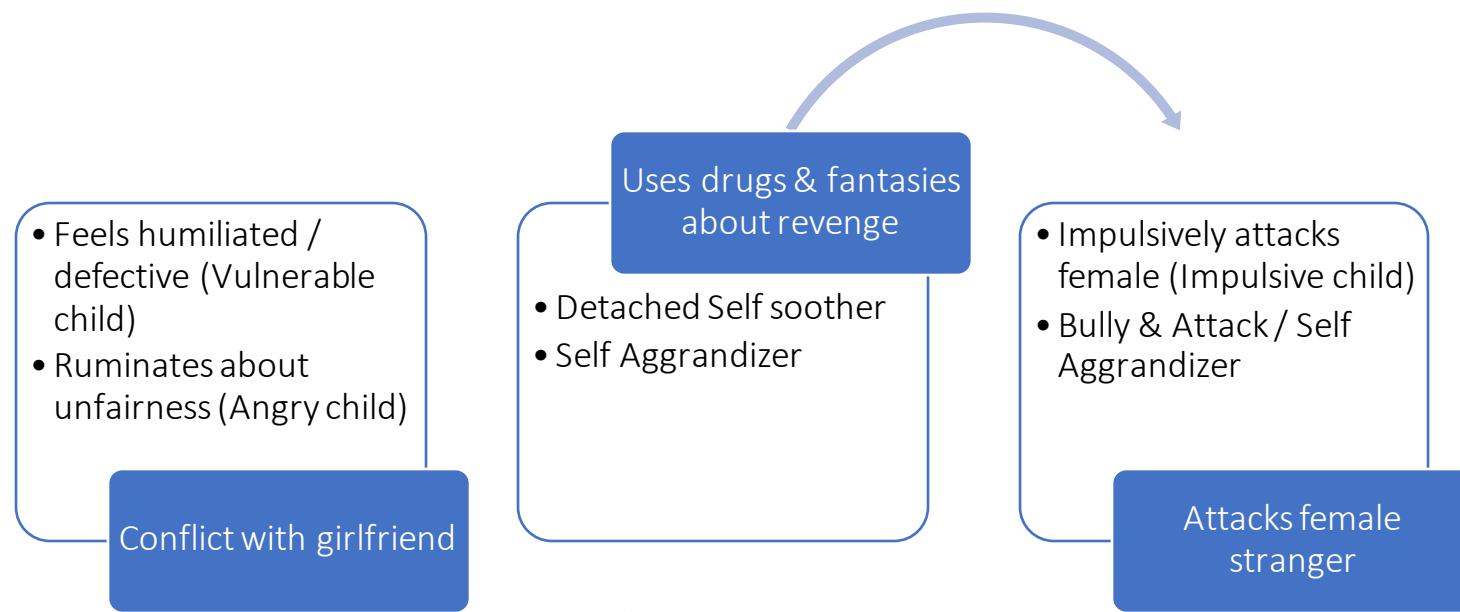 • Feels humiliated /
defective (Vulnerable
child)
• Ruminates about
unfairness (Angry child)
Conflict with girlfriend
Uses drugs & fantasies
about revenge
• Detached Self soother
• Self Aggrandizer
• Impulsively attacks
female (Impulsive child)
• Bully & Attack / Self
Aggrandizer
Attacks female
stranger